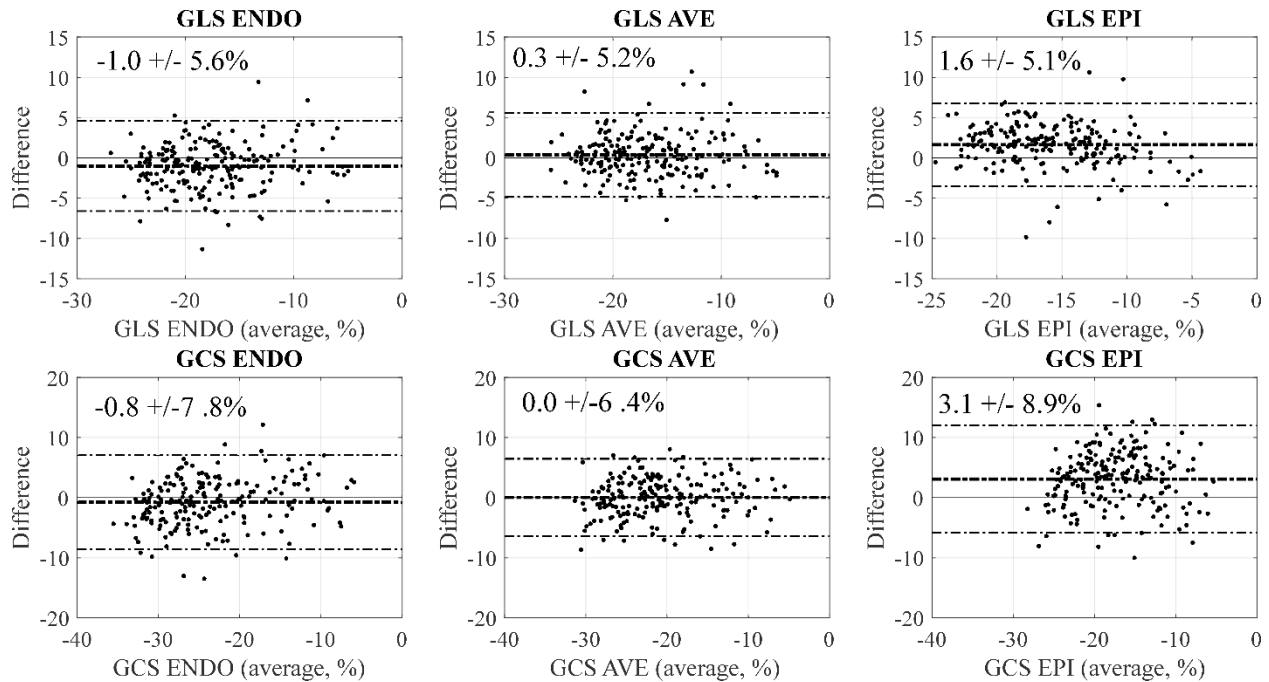 GLS ENDO
-1.0 +/- 5.6%
15
10
5
0
-5
-10
-15
Difference
-30
-20
-10
0
GLS ENDO (average, %)
GLS AVE
0.3 +/- 5.2%
15
10
5
0
-5
-10
-15
Difference
-30
-20
-10
0
GLS AVE (average, %)
GLS EPI
1.6 +/- 5.1%
15
10
5
0
-5
-10
-15
Difference
-25
-20
-15
-10
-5
0
GLS EPI (average, %)
GCS ENDO
-0.8 +/-7 .8%
20
10
0
-10
-20
Difference
-40
-30
-20
-10
0
GCS ENDO (average, %)
GCS AVE
0.0 +/-6 .4%
20
10
0
-10
-20
Difference
-40
-30
-20
-10
0
GCS AVE (average, %)
GCS EPI
3.1 +/- 8.9%
20
10
0
-10
-20
Difference
-40
-30
-20
-10
0
GCS EPI (average, %)